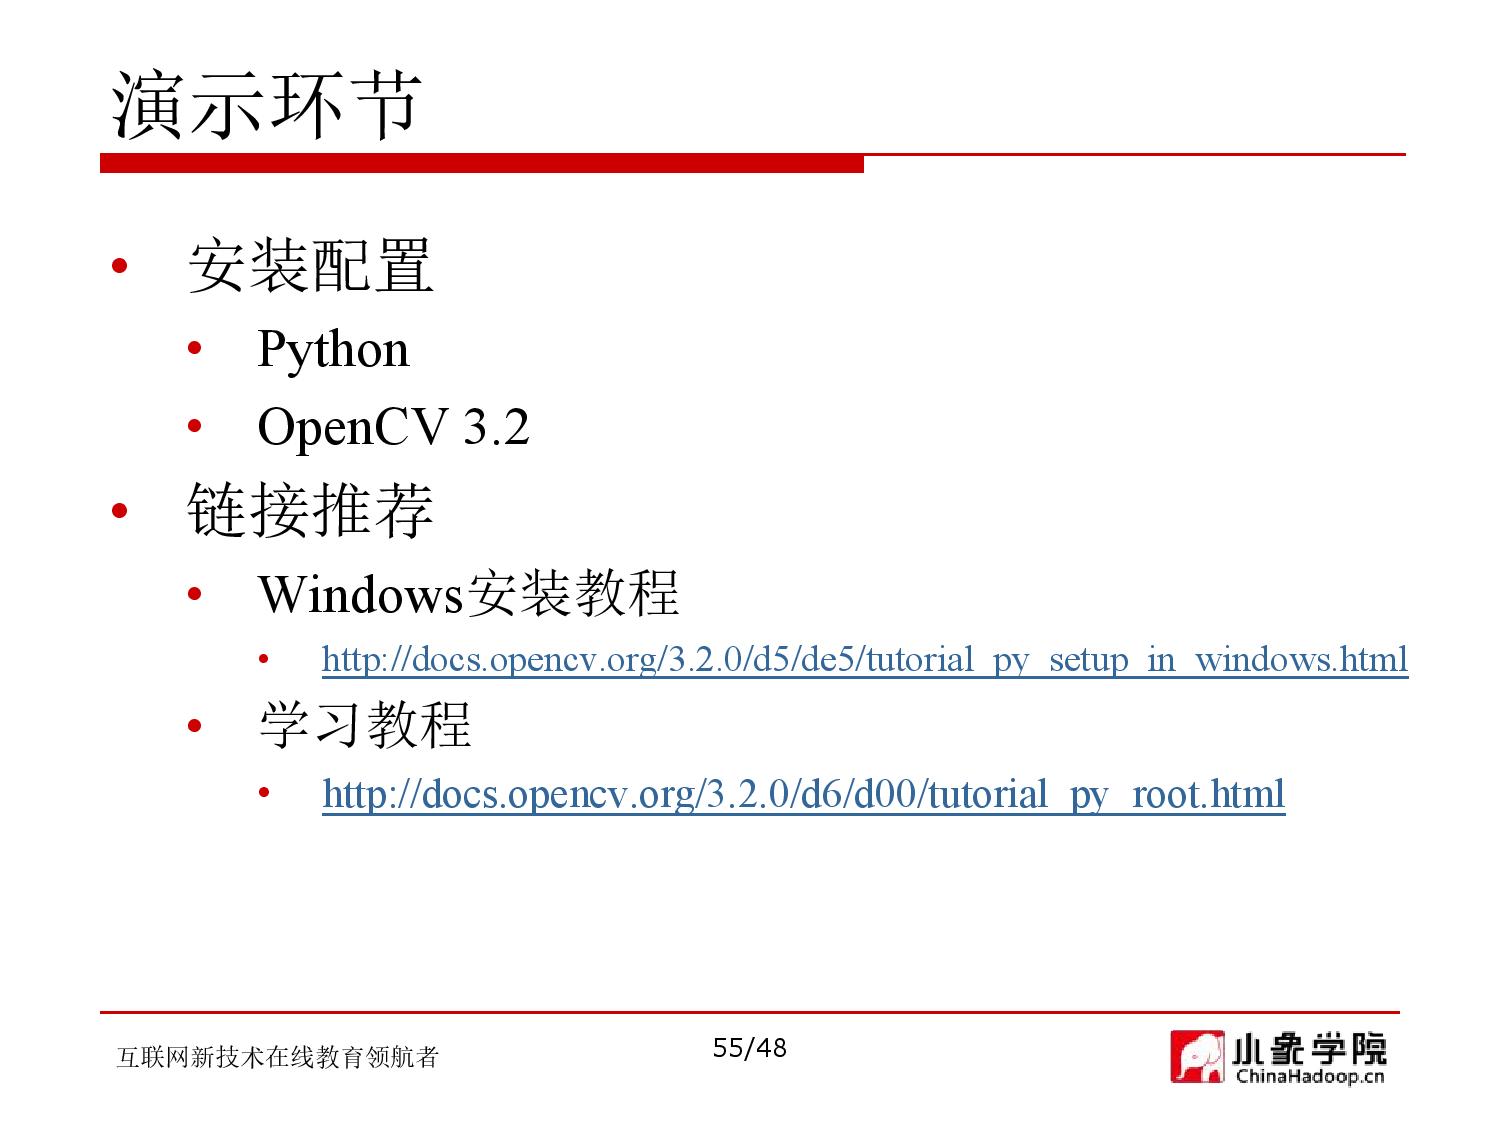 演示环节
• 安装配置
• Python
• OpenCV 3.2
• 链接推荐
• Windows安装教程
• http://docs.opencv.org/3.2.0/d5/de5/tutorial_py_setup_in_windows.html
• 学习教程
• http://docs.opencv.org/3.2.0/d6/d00/tutorial_py_root.html
互联网新技术在线教育领航者
55/48
小象学院
ChinaHadoop.cn